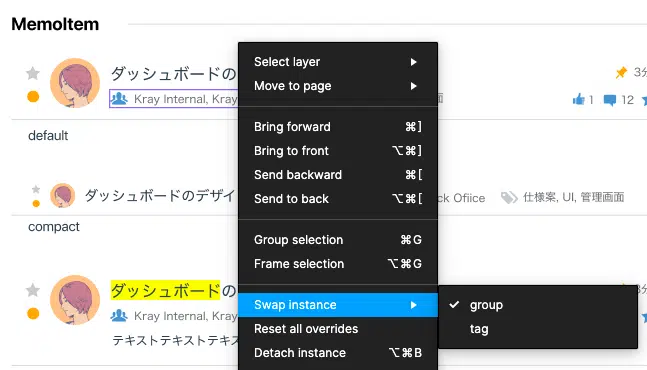 MemoItem
ダッシュボードの
3分
Kray Internal, Kray
面
1
12
default
ダッシュボードのデザイ
ck Ofiice
仕様案, UI, 管理画面
compact
ダッシュボードの
3分
Kray Internal, Kray
テキストテキストテキス
Select layer
Move to page
Bring forward ⌘]
Bring to front ⌥⌘]
Send backward ⌘[
Send to back ⌥⌘[
Group selection ⌘G
Frame selection ⌥⌘G
Swap instance
Reset all overrides
Detach instance ⌥⌘B
group
tag